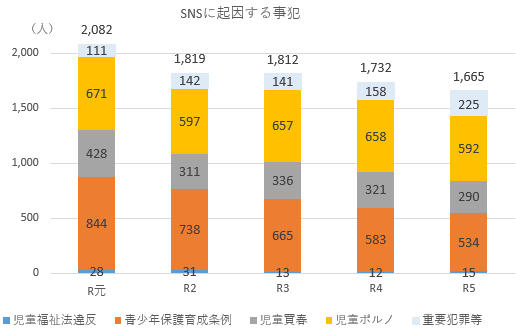 SNSに起因する事犯
（人）
2,082 1,819 1,812 1,732 1,665
2,000
1,500
1,000
500
0
111 142 141 158 225
671 597 657 658 592
428 311 336 321 290
844 738 665 583 534
28 31 13 12 15
R元 R2 R3 R4 R5
児童福祉法違反 青少年保護育成条例 児童買春 児童ポルノ 重要犯罪等